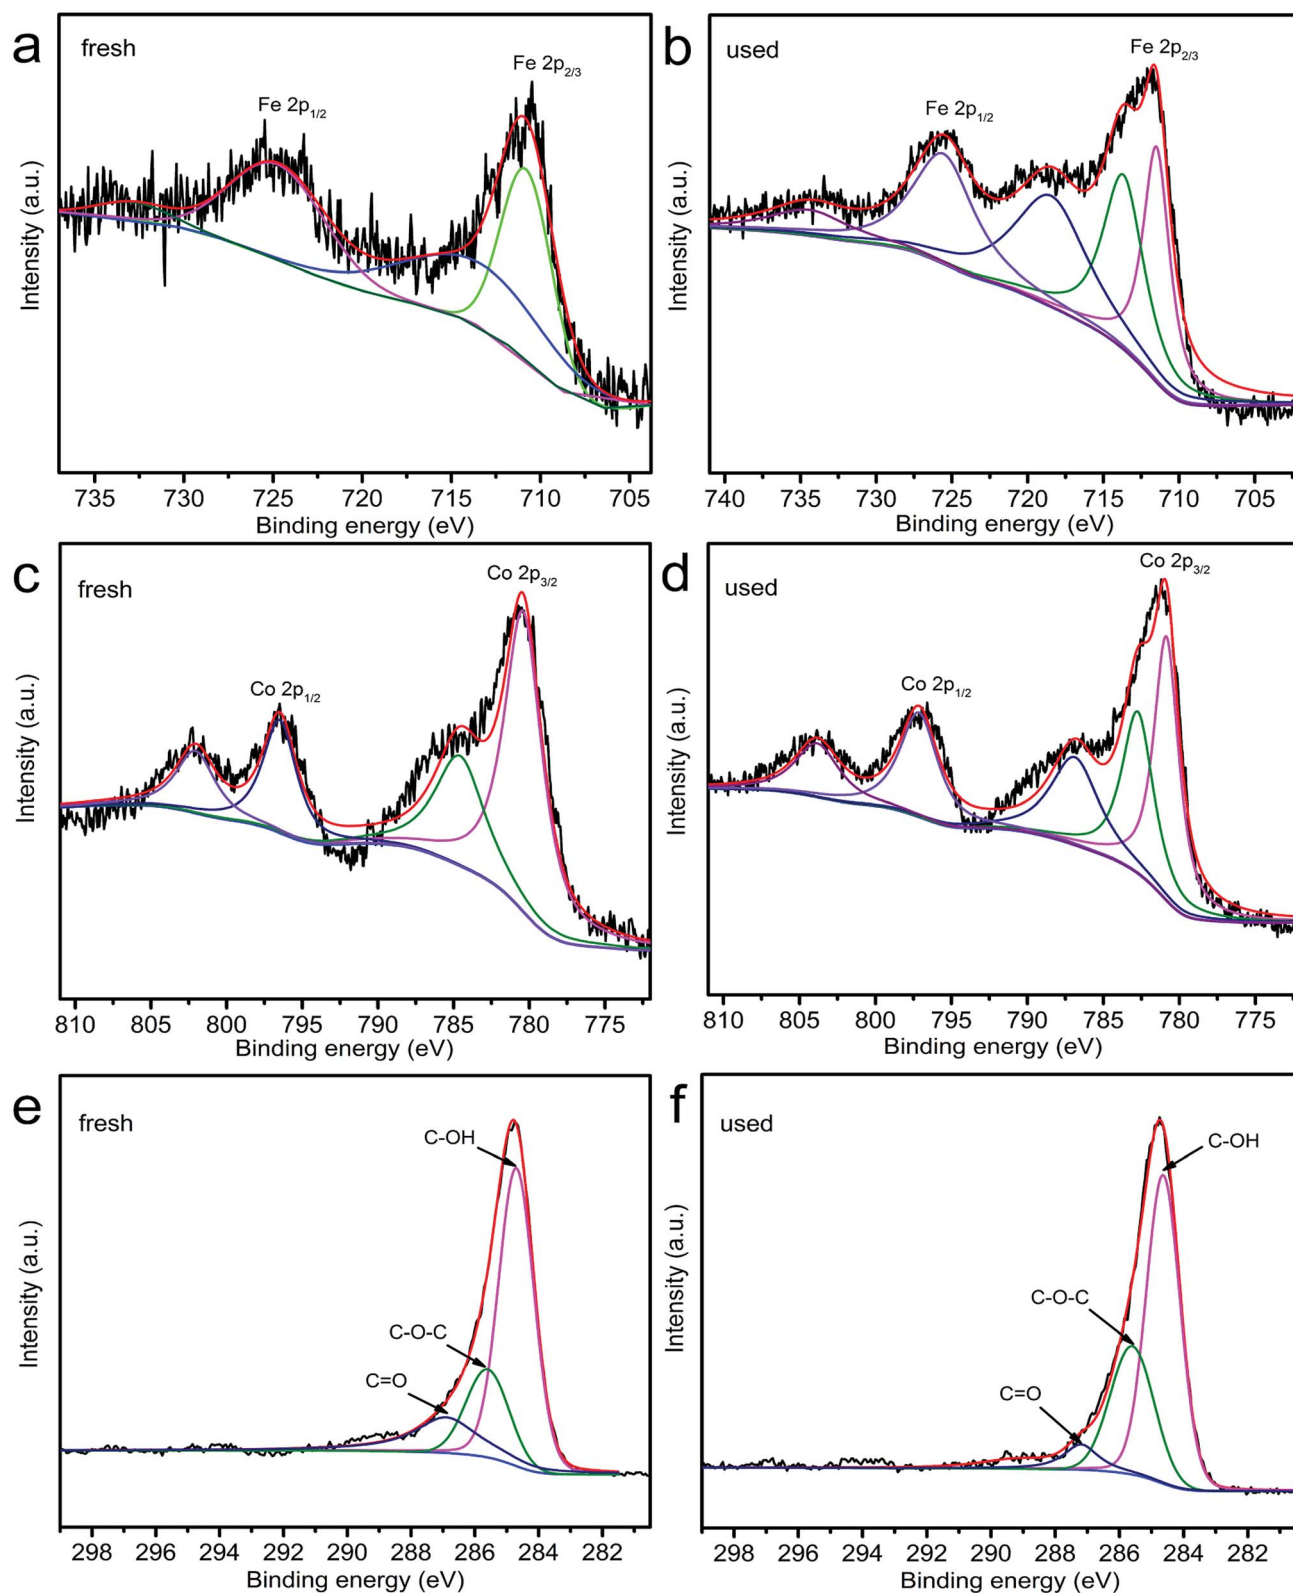 a
fresh
Fe 2p1/2
Fe 2p2/3
Intensity (a.u.)
735 730 725 720 715 710 705
Binding energy (eV)
b
used
Fe 2p1/2
Fe 2p2/3
Intensity (a.u.)
740 735 730 725 720 715 710 705
Binding energy (eV)
c
fresh
Co 2p1/2
Co 2p3/2
Intensity (a.u.)
810 805 800 795 790 785 780 775
Binding energy (eV)
d
used
Co 2p1/2
Co 2p3/2
Intensity (a.u.)
810 805 800 795 790 785 780 775
Binding energy (eV)
e
fresh
C-OH
C-O-C
C=O
Intensity (a.u.)
298 296 294 292 290 288 286 284 282
Binding energy (eV)
f
used
C-OH
C-O-C
C=O
Intensity (a.u.)
298 296 294 292 290 288 286 284 282
Binding energy (eV)